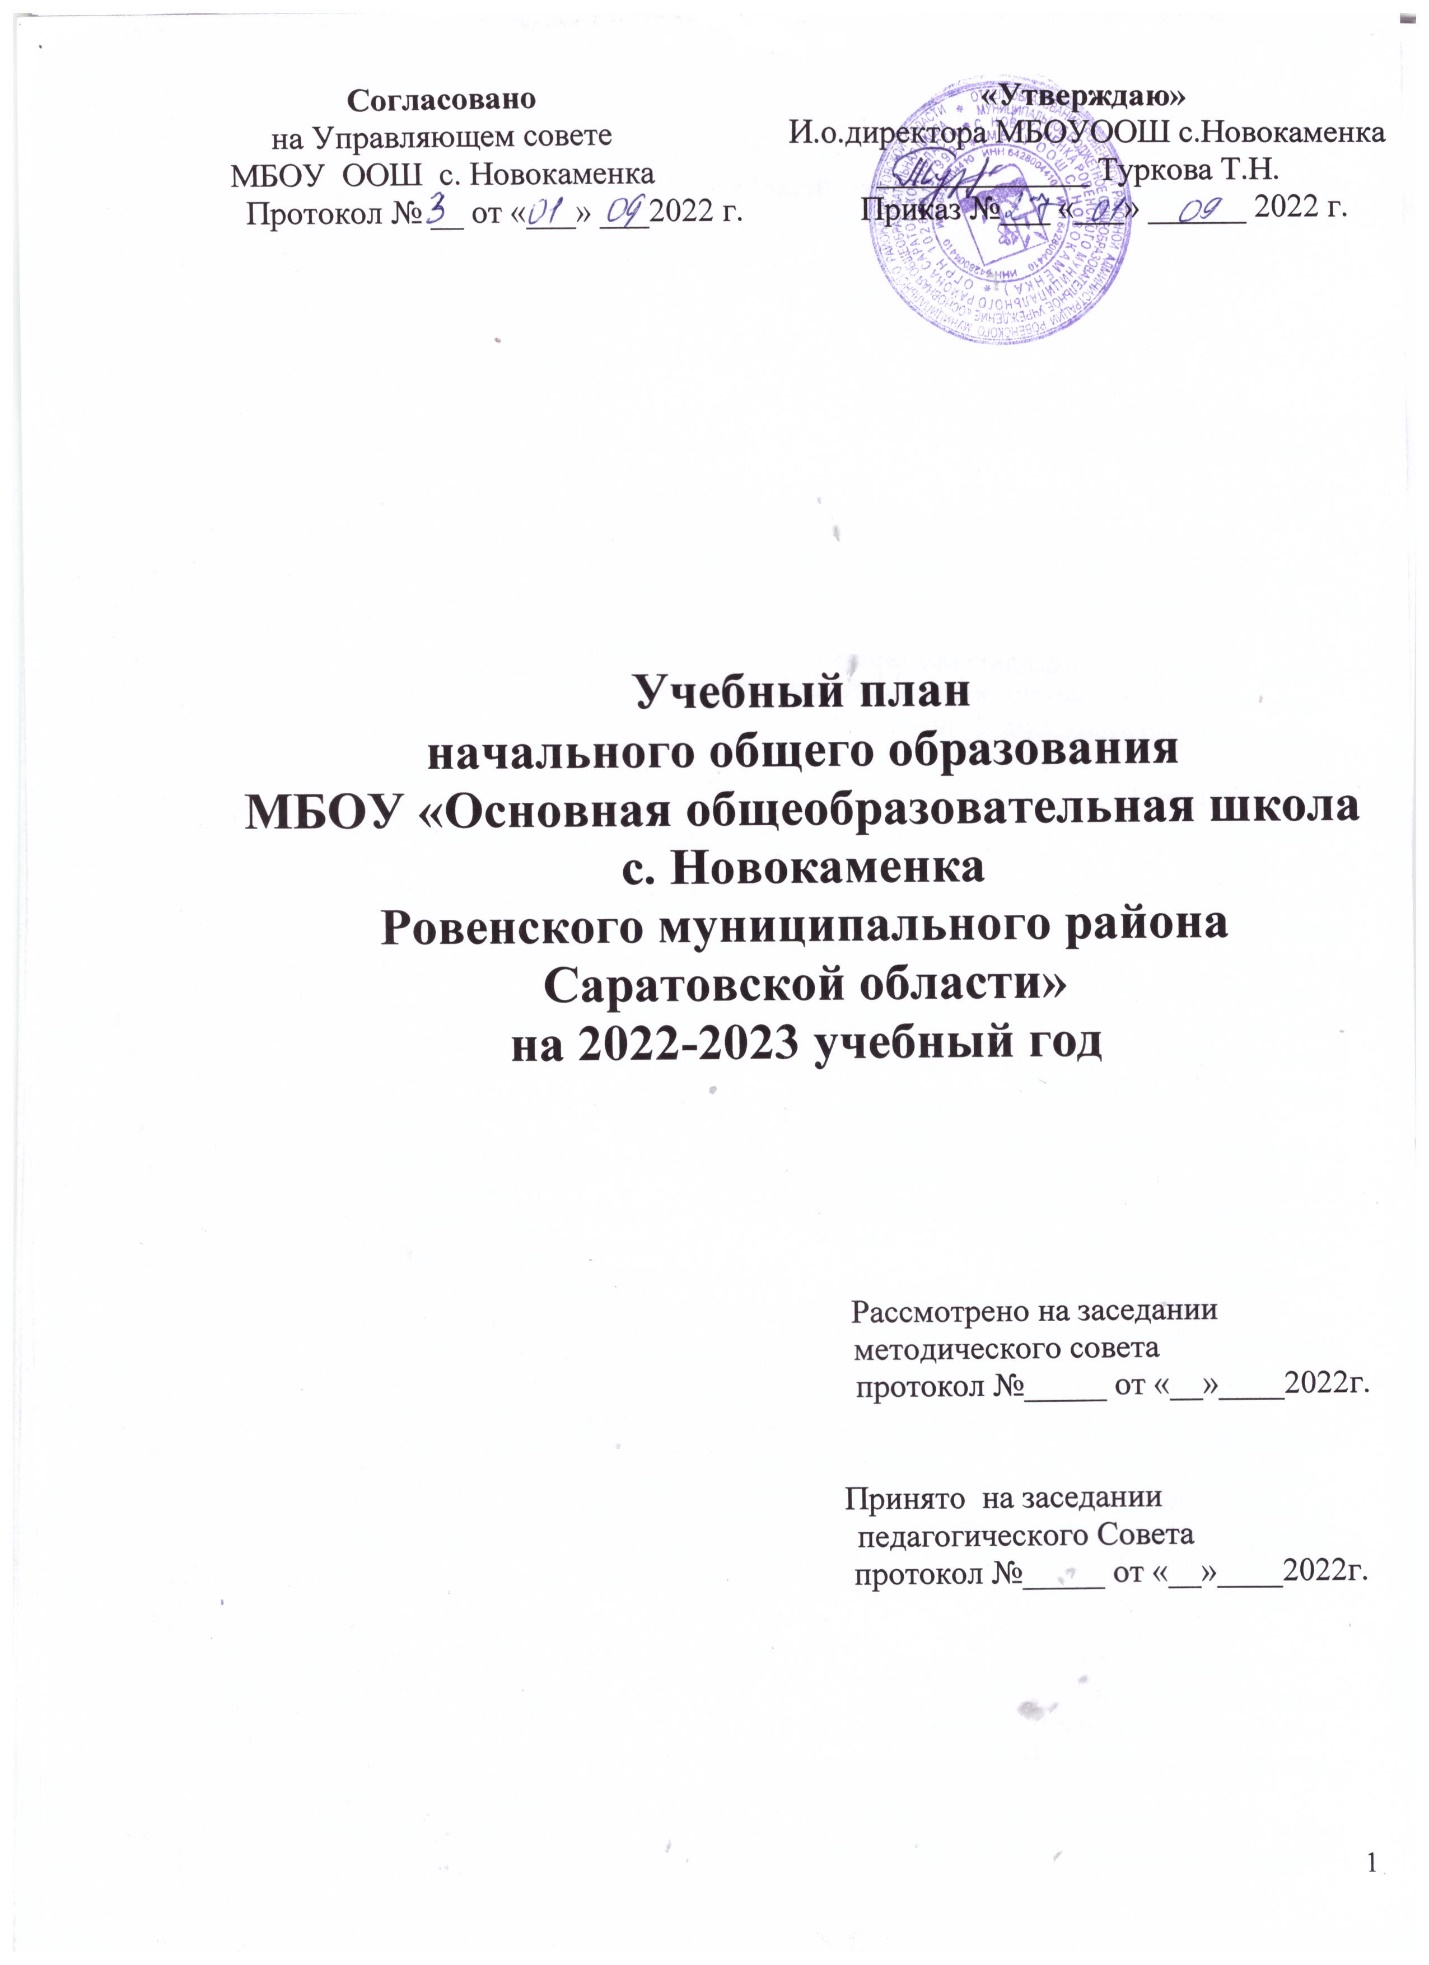 Согласовано
на Управляющем совете
МБОУ ООШ с. Новокаменка
Протокол № 3 от «01» 09 2022 г.
«Утверждаю»
И.о.директора МБОУООШ с.Новокаменка
Туркова Т.Н.
Приказ № «01» 09 2022 г.
Учебный план
начального общего образования
МБОУ «Основная общеобразовательная школа
с. Новокаменка
Ровенского муниципального района
Саратовской области»
на 2022-2023 учебный год
Рассмотрено на заседании
методического совета
протокол №_____ от «__»____2022г.
Принято на заседании
педагогического Совета
протокол №_____ от «__»____2022г.
1